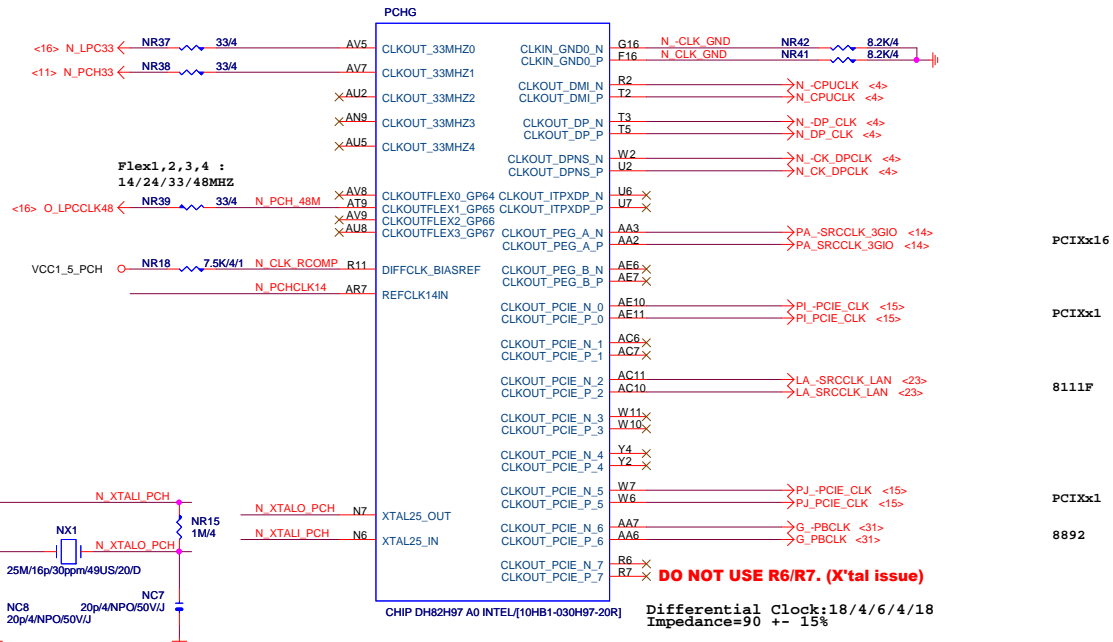 PCHG
<16> N_LPC33 NR37 33/4 AV5 CLKOUT_33MHZ0
<11> N_PCH33 NR38 33/4 AV7 CLKOUT_33MHZ1
AU2 CLKOUT_33MHZ2
AN9 CLKOUT_33MHZ3
AU5 CLKOUT_33MHZ4
Flex1,2,3,4 :
14/24/33/48MHZ
AV8 CLKOUTFLEX0_GP64
<16> O_LPCCLK48 NR39 33/4 N_PCH_48M AT9 CLKOUTFLEX1_GP65
AV9 CLKOUTFLEX2_GP66
AU8 CLKOUTFLEX3_GP67
VCC1_5_PCH NR18 7.5K/4/1 N_CLK_RCOMP R11 DIFFCLK_BIASREF
N_PCHCLK14 AR7 REFCLK14IN
N_XTALI_PCH
NR15
1M/4
NX1
N_XTALO_PCH
25M/16p/30ppm/49US/20/D
NC8
20p/4/NPO/50V/J
NC7
20p/4/NPO/50V/J
N_XTALO_PCH N7 XTAL25_OUT
N_XTALI_PCH N6 XTAL25_IN
CLKIN_GND0_N G16 N_-CLK_GND NR42 8.2K/4
CLKIN_GND0_P F16 N_CLK_GND NR41 8.2K/4
CLKOUT_DMI_N R2 N_-CPUCLK <4>
CLKOUT_DMI_P T2 N_CPUCLK <4>
CLKOUT_DP_N T3 N_-DP_CLK <4>
CLKOUT_DP_P T5 N_DP_CLK <4>
CLKOUT_DPNS_N W2 N_-CK_DPCLK <4>
CLKOUT_DPNS_P U2 N_CK_DPCLK <4>
CLKOUT_ITPXDP_N U6
CLKOUT_ITPXDP_P U7
CLKOUT_PEG_A_N AA3 PA_-SRCCLK_3GIO <14>
CLKOUT_PEG_A_P AA2 PA_SRCCLK_3GIO <14>
PCIXx16
CLKOUT_PEG_B_N AE6
CLKOUT_PEG_B_P AE7
CLKOUT_PCIE_N_0 AE10 PI_-PCIE_CLK <15>
CLKOUT_PCIE_P_0 AE11 PI_PCIE_CLK <15>
PCIXx1
CLKOUT_PCIE_N_1 AC6
CLKOUT_PCIE_P_1 AC7
CLKOUT_PCIE_N_2 AC11 LA_-SRCCLK_LAN <23>
CLKOUT_PCIE_P_2 AC10 LA_SRCCLK_LAN <23>
8111F
CLKOUT_PCIE_N_3 W11
CLKOUT_PCIE_P_3 W10
CLKOUT_PCIE_N_4 Y4
CLKOUT_PCIE_P_4 Y2
CLKOUT_PCIE_N_5 W7 PJ_-PCIE_CLK <15>
CLKOUT_PCIE_P_5 W6 PJ_PCIE_CLK <15>
PCIXx1
CLKOUT_PCIE_N_6 AA7 G_-PBCLK <31>
CLKOUT_PCIE_P_6 AA6 G_PBCLK <31>
8892
CLKOUT_PCIE_N_7 R6
CLKOUT_PCIE_P_7 R7
DO NOT USE R6/R7. (X'tal issue)
CHIP DH82H97 A0 INTEL/[10HB1-030H97-20R]
Differential Clock:18/4/6/4/18
Impedance=90 +- 15%